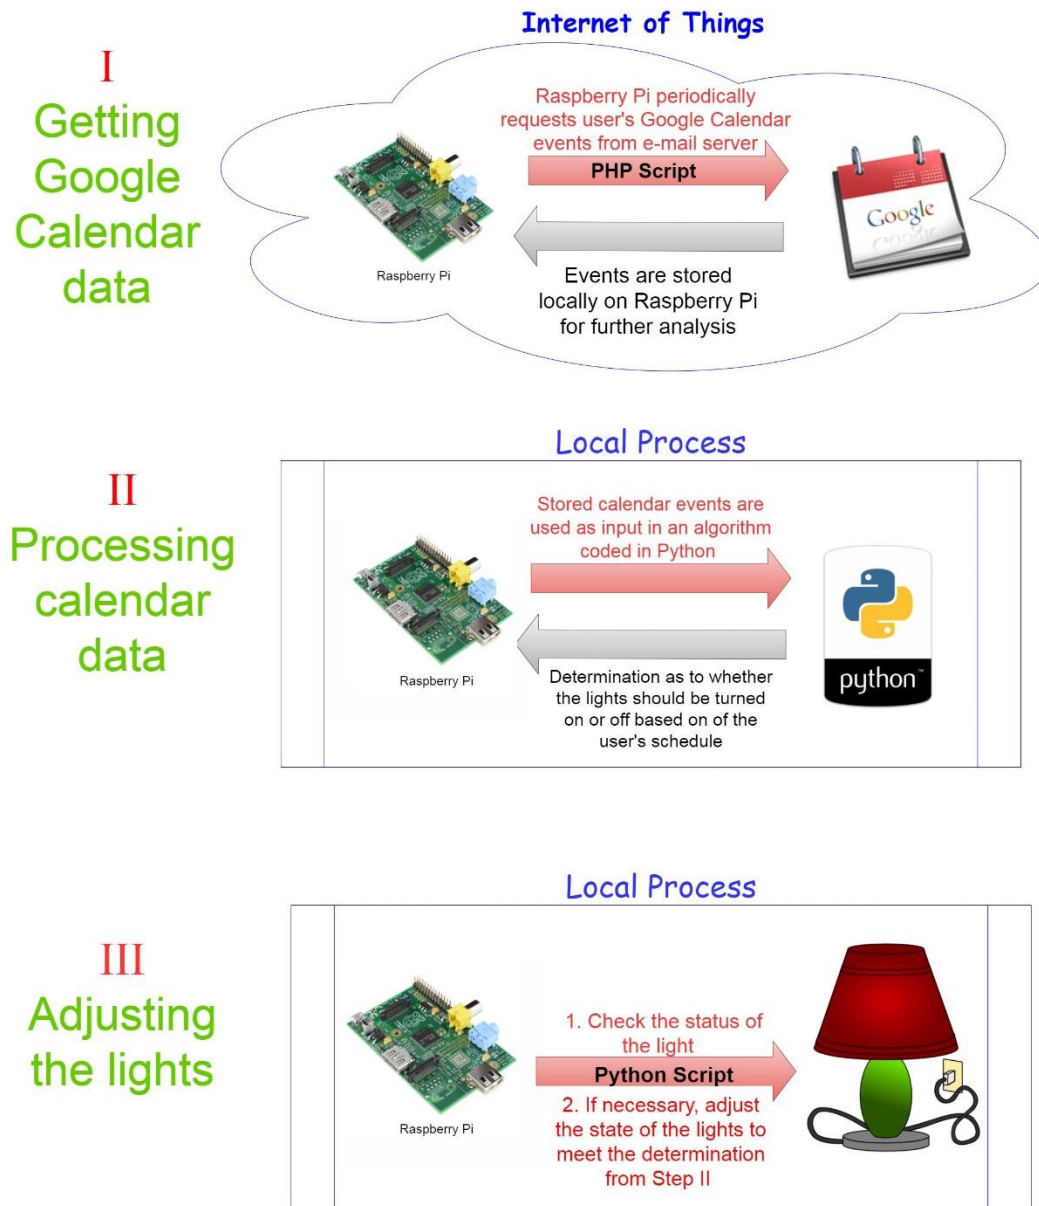 Internet of Things
I
Getting
Google
Calendar
data
Raspberry Pi periodically
requests user's Google Calendar
events from e-mail server
PHP Script
Google
Raspberry Pi
Events are stored
locally on Raspberry Pi
for further analysis
Local Process
II
Processing
calendar
data
Stored calendar events are
used as input in an algorithm
coded in Python
Raspberry Pi
python™
Determination as to whether
the lights should be turned
on or off based on of the
user's schedule
Local Process
III
Adjusting
the lights
1. Check the status of
the light
Python Script
Raspberry Pi
2. If necessary, adjust
the state of the lights to
meet the determination
from Step II